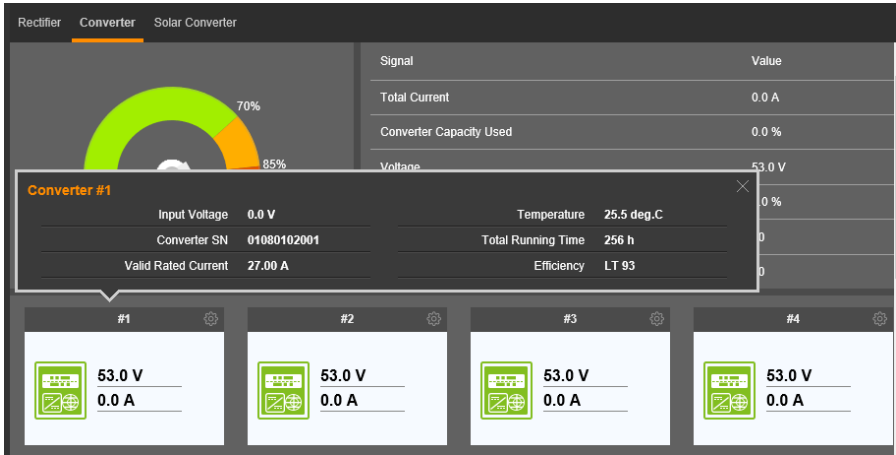 Rectifier Converter Solar Converter
Signal Value
70%
Total Current 0.0 A
Converter Capacity Used 0.0 %
85%
Voltage 53.0 V
Converter #1
Input Voltage 0.0 V Temperature 25.5 deg.C
Converter SN 01080102001 Total Running Time 256 h
Valid Rated Current 27.00 A Efficiency LT 93
#1 #2 #3 #4
53.0 V 53.0 V 53.0 V 53.0 V
0.0 A 0.0 A 0.0 A 0.0 A